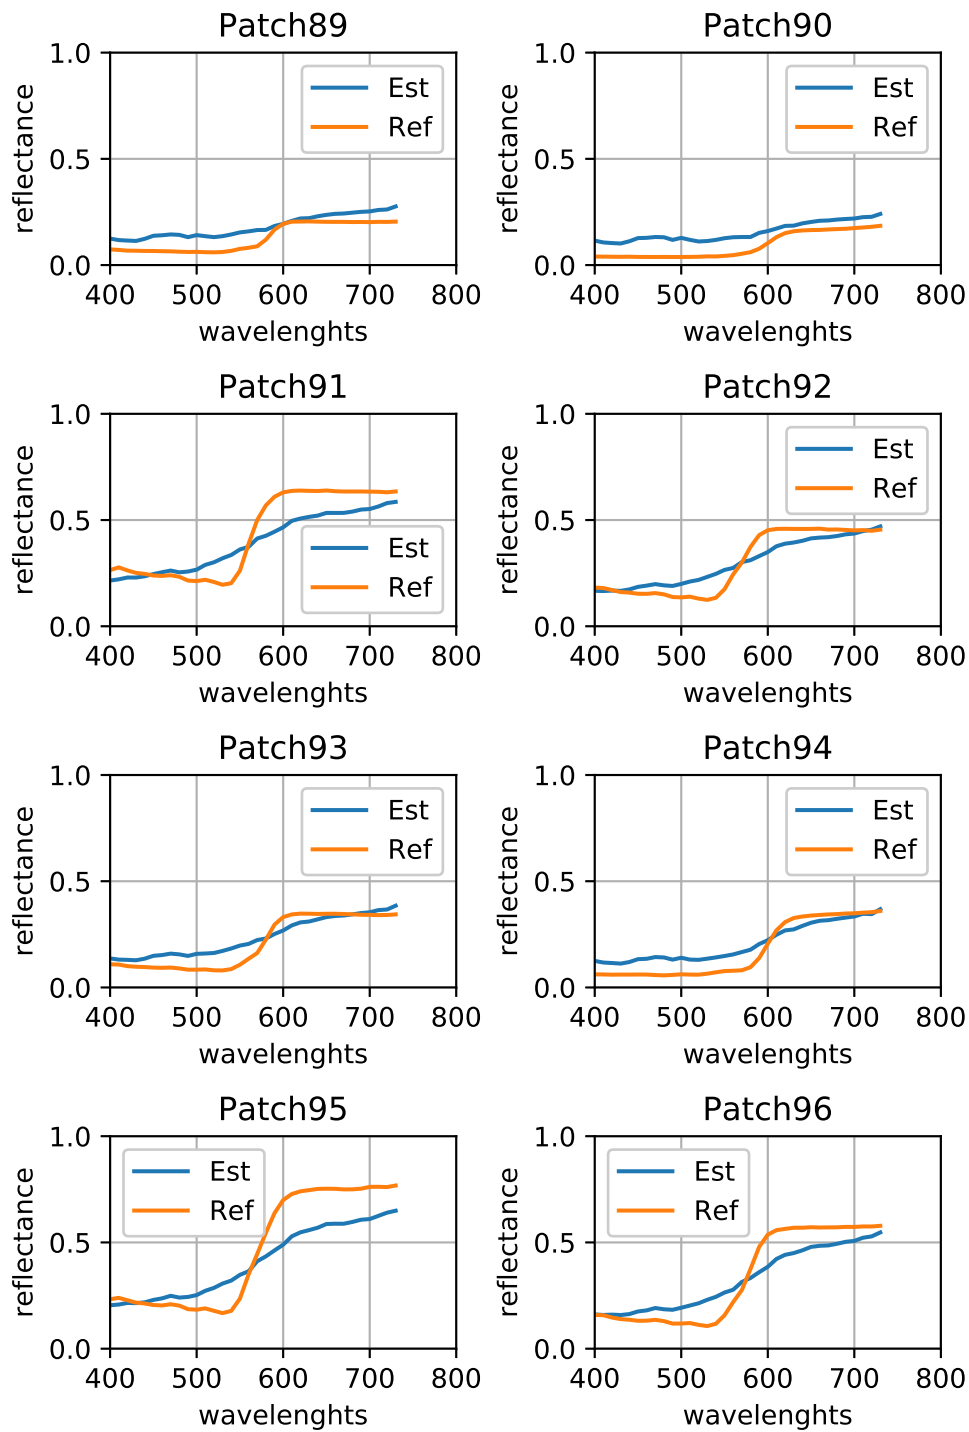 Patch89 Patch90
1.0 1.0
Est Est
Ref Ref
reflectance reflectance
0.5 0.5
0.0 0.0
400 500 600 700 800 400 500 600 700 800
wavelenghts wavelenghts
Patch91 Patch92
1.0 1.0
Est
Ref
reflectance reflectance
0.5 0.5
Est
Ref
0.0 0.0
400 500 600 700 800 400 500 600 700 800
wavelenghts wavelenghts
Patch93 Patch94
1.0 1.0
Est Est
Ref Ref
reflectance reflectance
0.5 0.5
0.0 0.0
400 500 600 700 800 400 500 600 700 800
wavelenghts wavelenghts
Patch95 Patch96
1.0 1.0
Est Est
Ref Ref
reflectance reflectance
0.5 0.5
0.0 0.0
400 500 600 700 800 400 500 600 700 800
wavelenghts wavelenghts